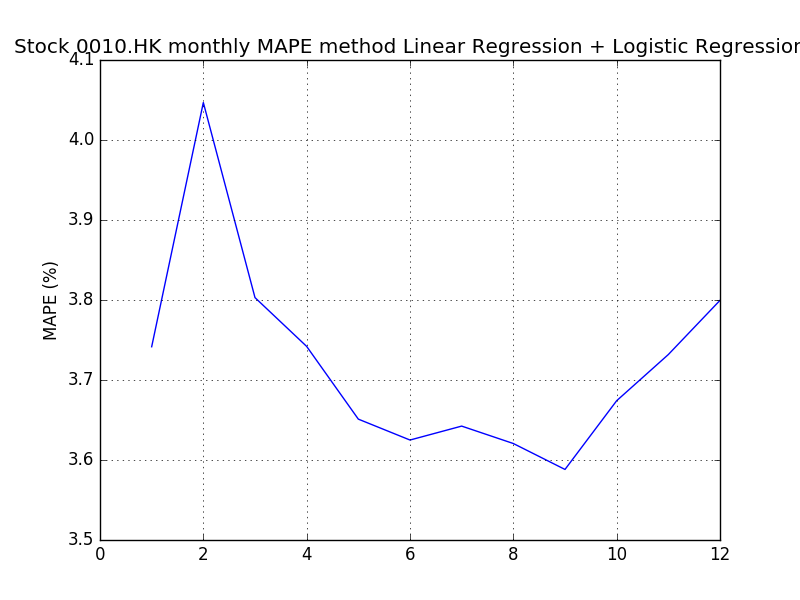 Stock 0010.HK monthly MAPE method Linear Regression + Logistic Regression
4.1
4.0
3.9
3.8
3.7
3.6
3.5
MAPE (%)
0 2 4 6 8 10 12